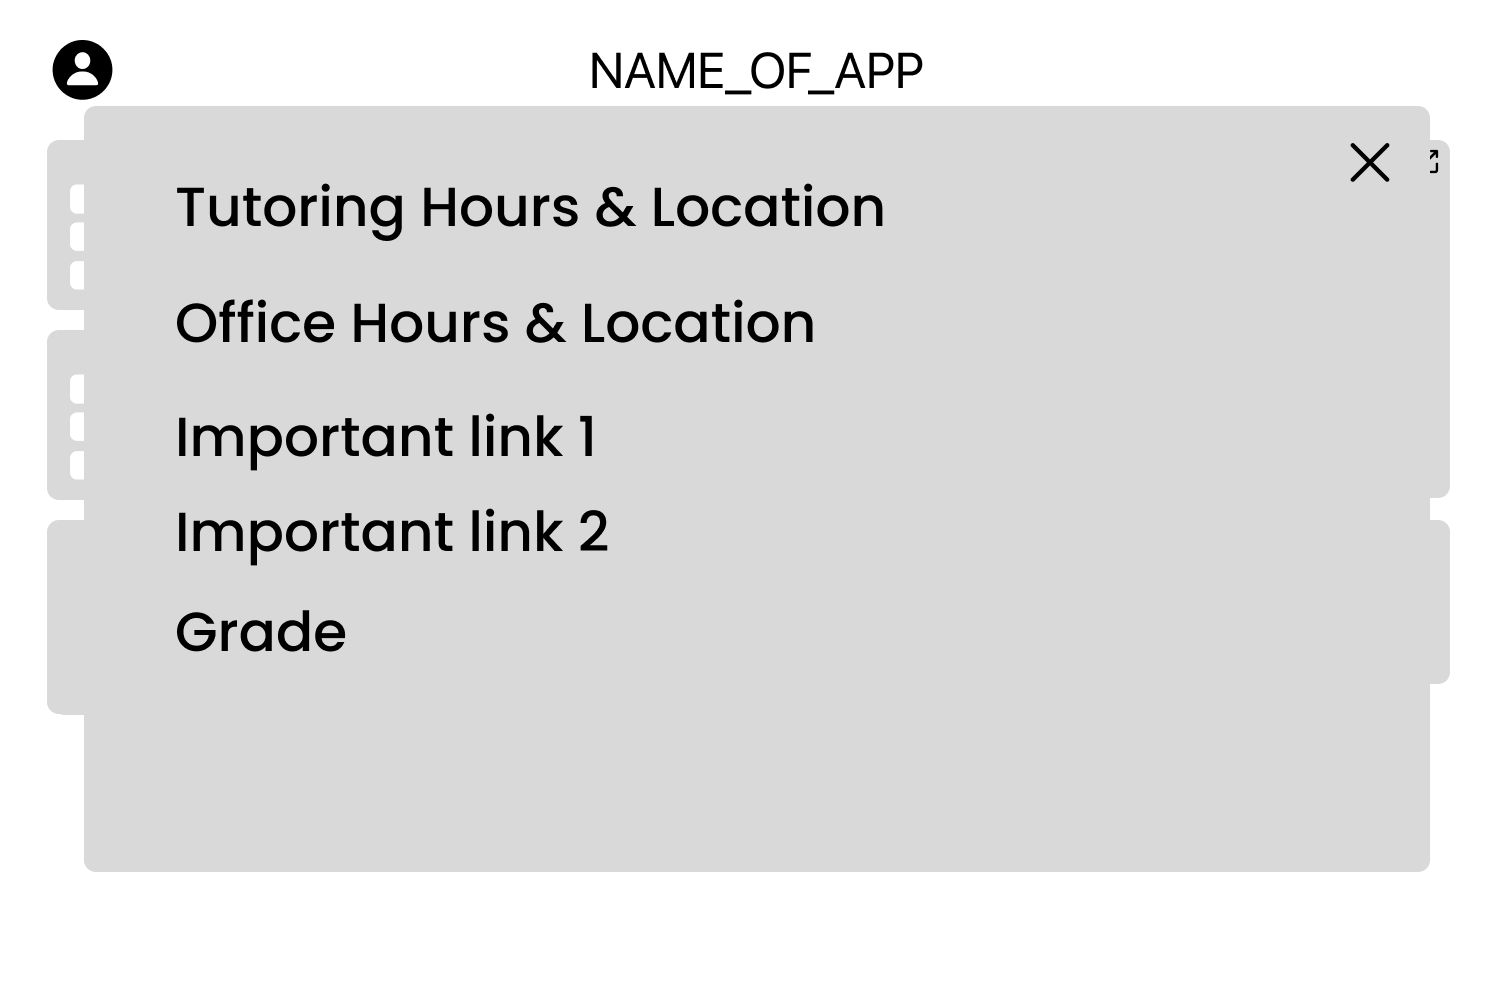 NAME_OF_APP
Tutoring Hours & Location
Office Hours & Location
Important link 1
Important link 2
Grade